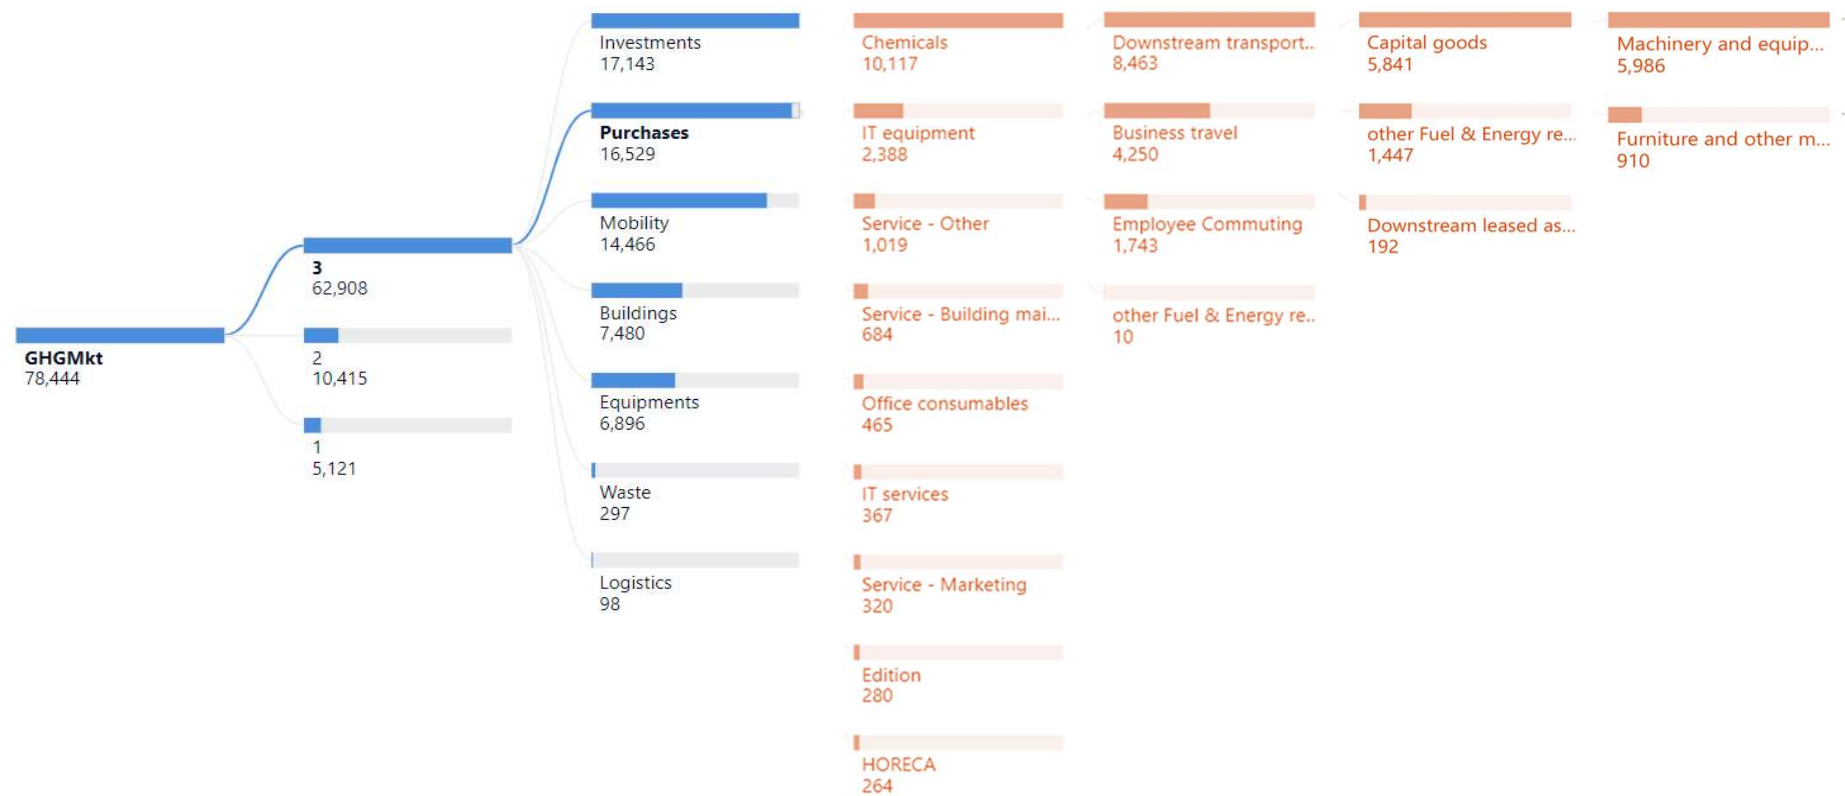 GHGMkt
78,444
3
62,908
2
10,415
1
5,121
Investments
17,143
Purchases
16,529
Mobility
14,466
Buildings
7,480
Equipments
6,896
Waste
297
Logistics
98
Chemicals
10,117
IT equipment
2,388
Service - Other
1,019
Service - Building mai...
684
Office consumables
465
IT services
367
Service - Marketing
320
Edition
280
HORECA
264
Downstream transport..
8,463
Business travel
4,250
Employee Commuting
1,743
other Fuel & Energy re..
10
Capital goods
5,841
other Fuel & Energy re...
1,447
Downstream leased as...
192
Machinery and equip...
5,986
Furniture and other m...
910